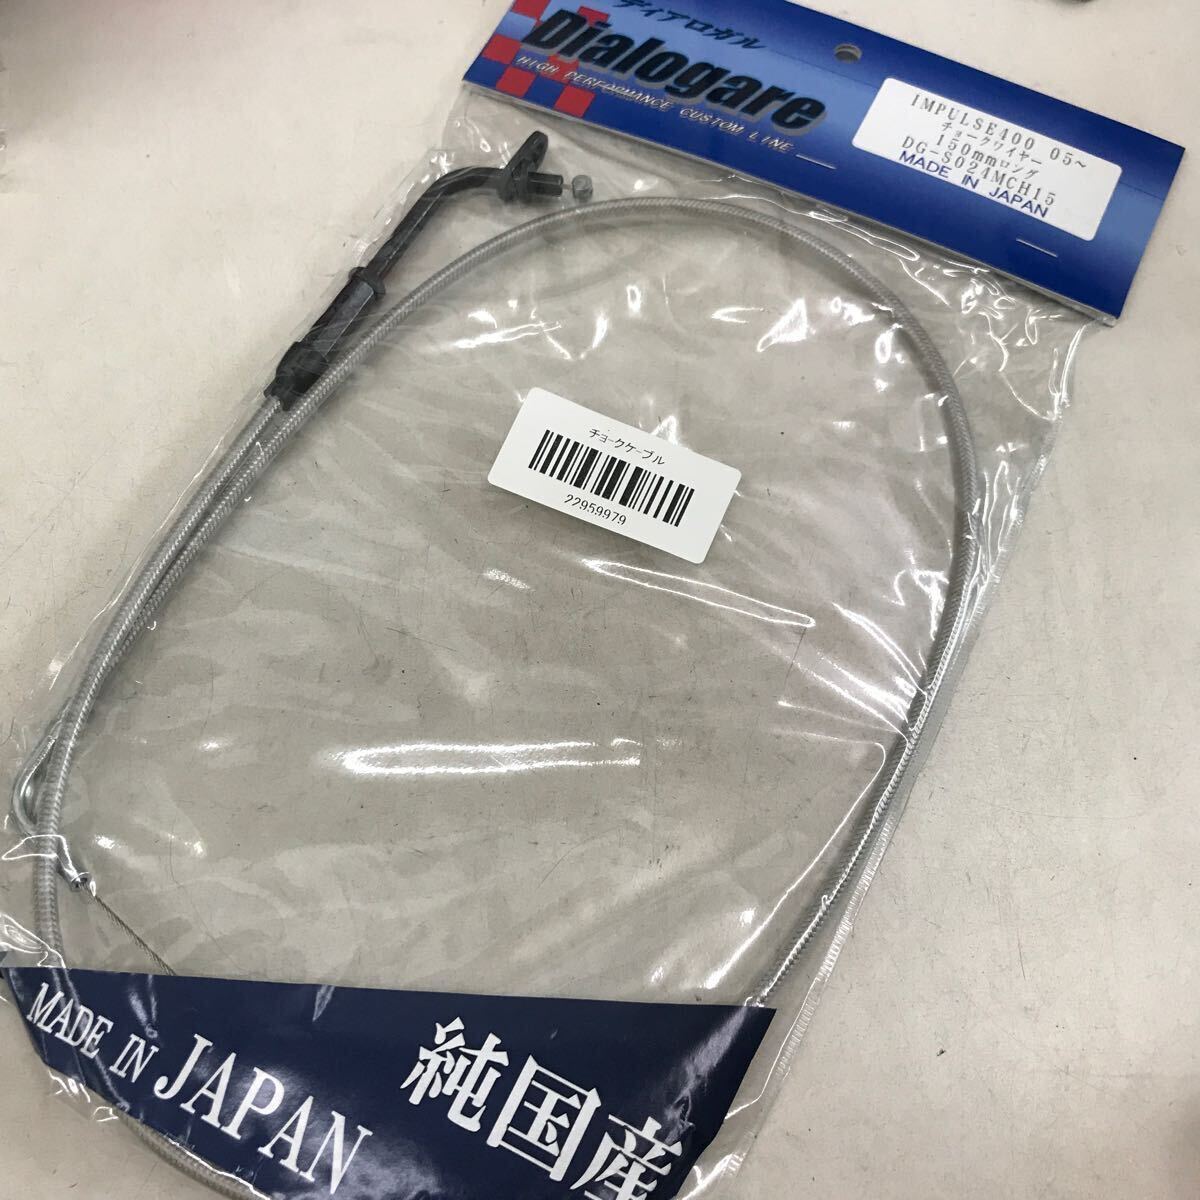 ディアロガル
Dialogare
HIGH PERFORMANCE CUSTOM LINE
IMPULSE400 05~
チョークワイヤー
150mmロング
DG-S024MCH15
MADE IN JAPAN
チョークケーブル
22959979
MADE IN JAPAN
純国産